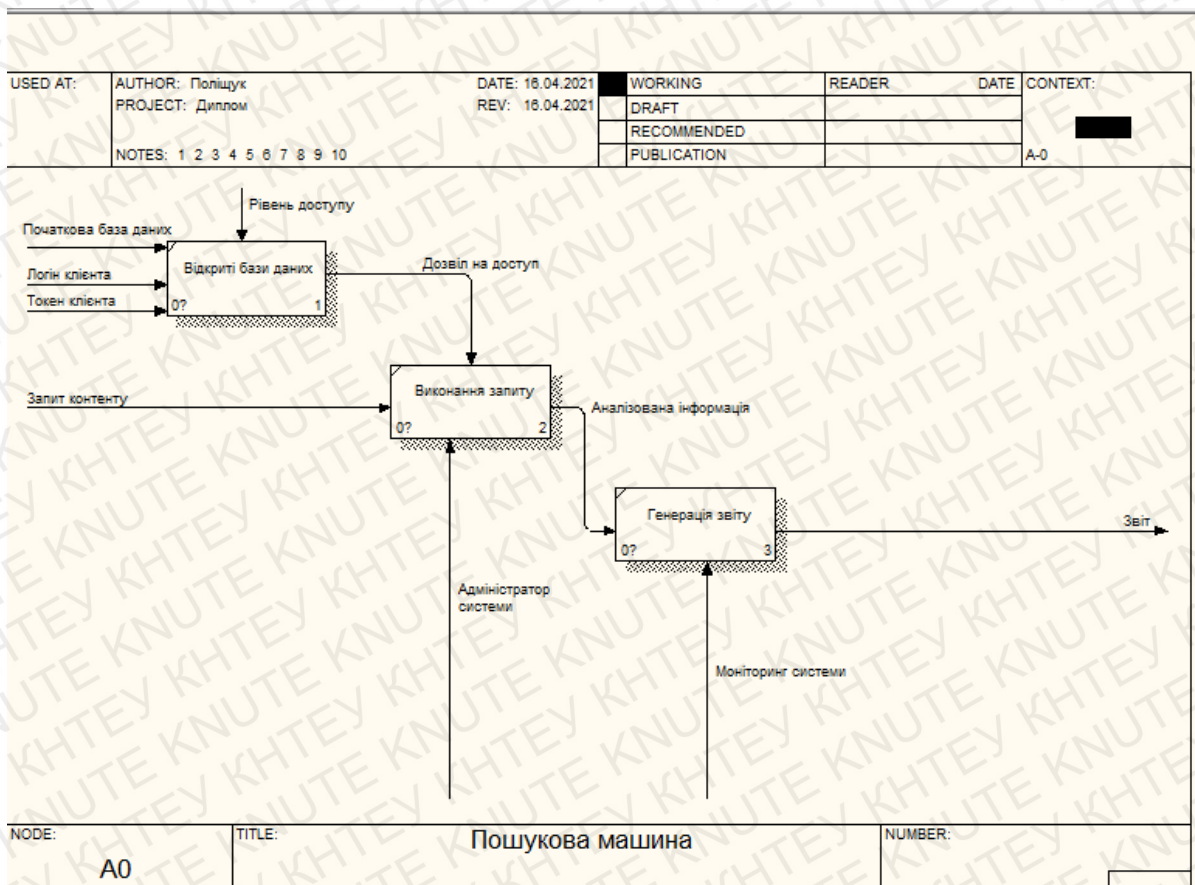 USED AT:
AUTHOR: Поліщук
DATE: 16.04.2021
WORKING
READER
DATE
CONTEXT:
PROJECT: Диплом
REV: 16.04.2021
DRAFT
RECOMMENDED
NOTES: 1 2 3 4 5 6 7 8 9 10
PUBLICATION
A-0
Рівень доступу
Початкова база даних
Відкриті бази даних
Дозвіл на доступ
Логін клієнта
Токен клієнта
0?
1
Виконання запиту
Запит контенту
Аналізована інформація
0?
2
Генерація звіту
Звіт
0?
3
Адміністратор
системи
Моніторинг системи
NODE:
TITLE:
Пошукова машина
NUMBER:
A0
KNUTE КНТЕУ